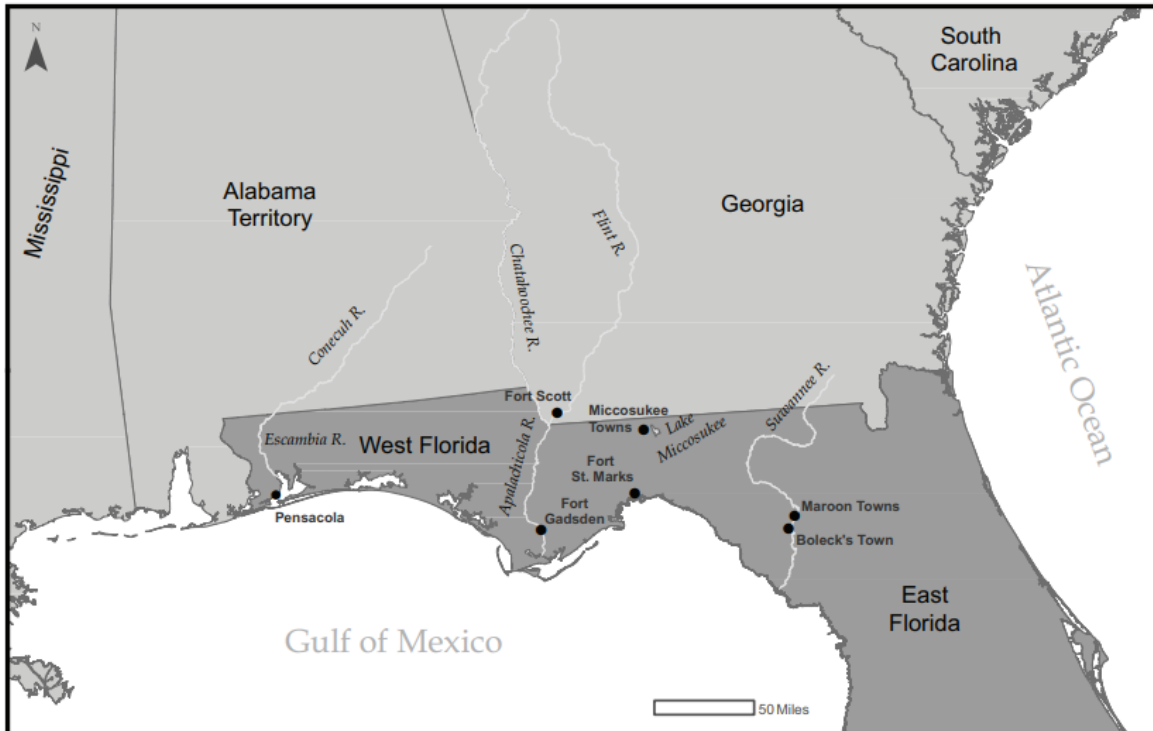 N
South
Carolina
Mississippi
Alabama
Territory
Georgia
Flint R.
Chatahoochee R.
Conecuh R.
Atlantic Ocean
Suwannee R.
Fort Scott
Miccosukee
Towns
Lake
Miccosukee
Escambia R.
West Florida
Apalachicola R.
Fort
St. Marks
Pensacola
Fort
Gadsden
Maroon Towns
Boleck's Town
East
Florida
Gulf of Mexico
50 Miles